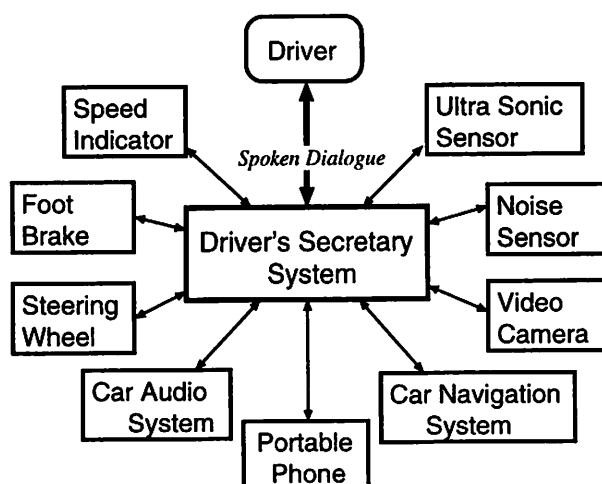 Driver
Speed
Indicator
Ultra Sonic
Sensor
Spoken Dialogue
Foot
Brake
Driver's Secretary
System
Noise
Sensor
Steering
Wheel
Video
Camera
Car Audio
System
Car Navigation
System
Portable
Phone